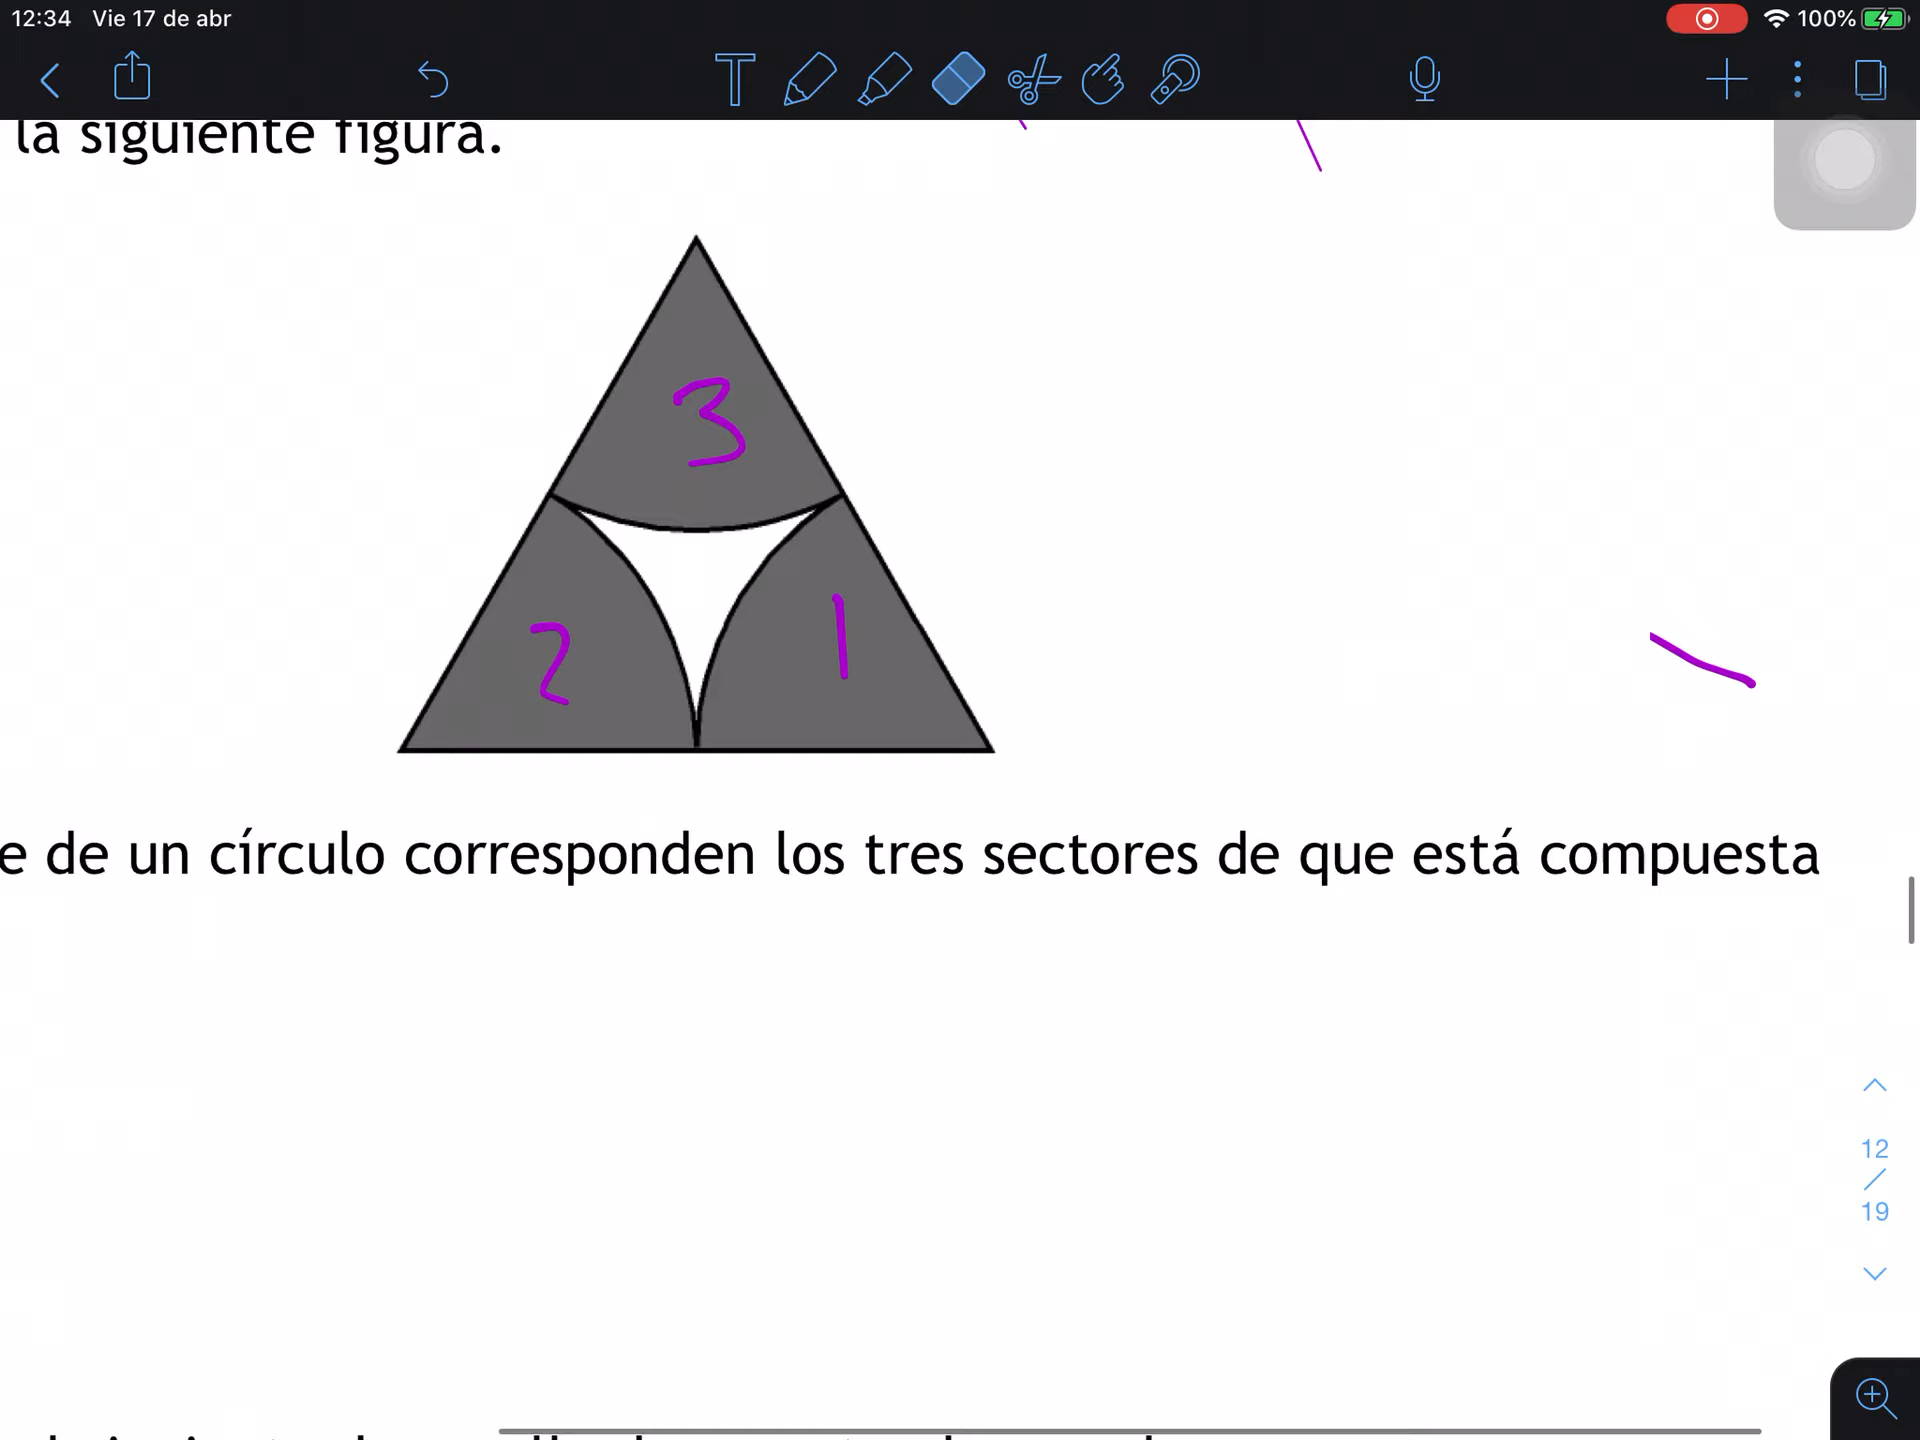 12:34 Vie 17 de abr 100%
la siguiente figura.
3
2 1
e de un círculo corresponden los tres sectores de que está compuesta
12
/
19